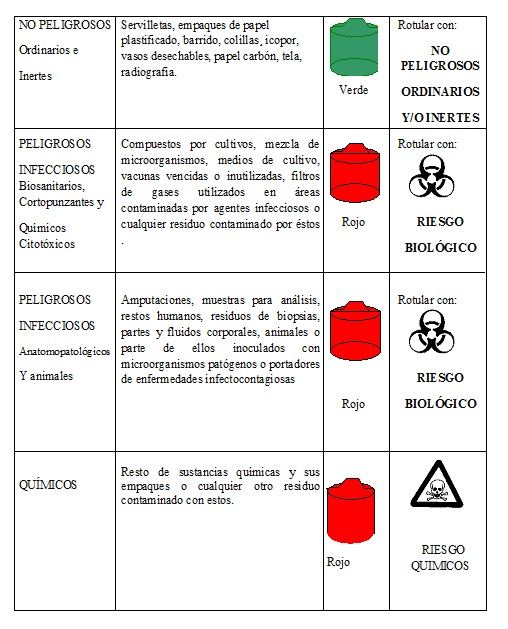 NO PELIGROSOS
Ordinarios e
Inertes
Servilletas, empaques de papel
plastificado, barrido, colillas, icopor,
vasos desechables, papel carbón, tela,
radiografia.
Verde
Rotular con:
NO
PELIGROSOS
ORDINARIOS
Y/O INERTES
PELIGROSOS
INFECCIOSOS
Biosanitarios,
Cortopunzantes y
Químicos
Citotóxicos
Compuestos por cultivos, mezcla de
microorganismos, medios de cultivo,
vacunas vencidas o inutilizadas, filtros
de gases utilizados en áreas
contaminadas por agentes infecciosos o
cualquier residuo contaminado por éstos
.
Rojo
Rotular con:
RIESGO
BIOLÓGICO
PELIGROSOS
INFECCIOSOS
Anatomopatológicos
Y animales
Amputaciones, muestras para análisis,
restos humanos, residuos de biopsias,
partes y fluidos corporales, animales o
parte de ellos inoculados con
microorganismos patógenos o portadores
de enfermedades infectocontagiosas
Rojo
Rotular con:
RIESGO
BIOLÓGICO
QUÍMICOS
Resto de sustancias químicas y sus
empaques o cualquier otro residuo
contaminado con estos.
Rojo
RIESGO
QUIMICOS